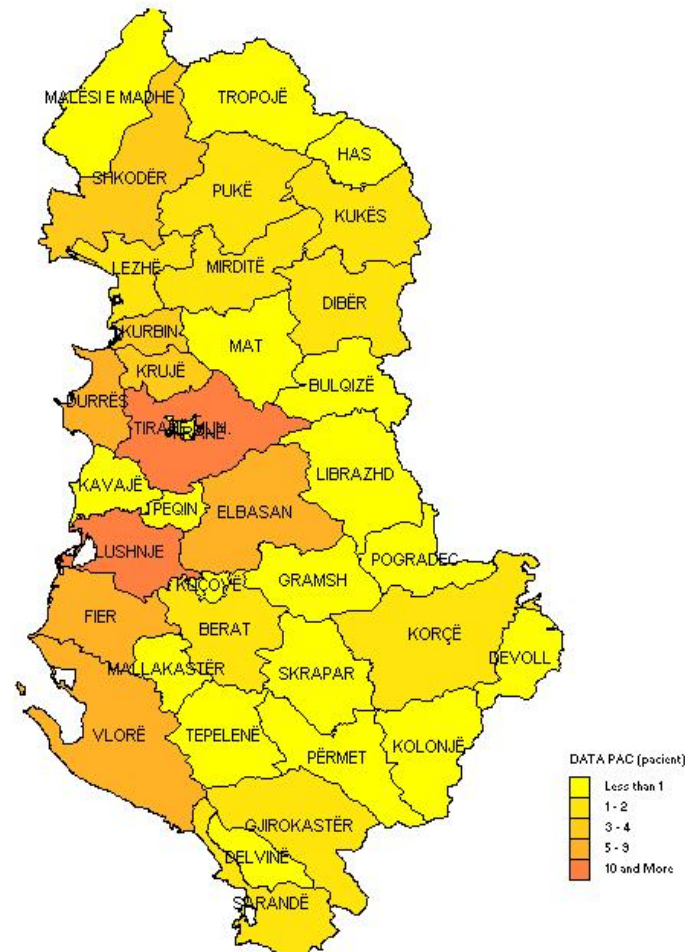 MALËSI E MADHE
TROPOJË
HAS
SHKODËR
PUKË
KUKËS
LEZHË
MIRDITË
DIBËR
KURBIN
MAT
KRUJË
BULQIZË
DURRËS
LIBRAZHD
KAVAJË
PEQIN
ELBASAN
LUSHNJE
POGRADEC
KUÇOVË
GRAMSH
FIER
BERAT
KORÇË
DEVOLL
MALLAKASTËR
SKRAPAR
VLORË
TEPELENË
PËRMET
KOLONJË
GJIROKASTËR
DELVINË
SARANDË
DATA PAC (pacient)
Less than 1
1 - 2
3 - 4
5 - 9
10 and More